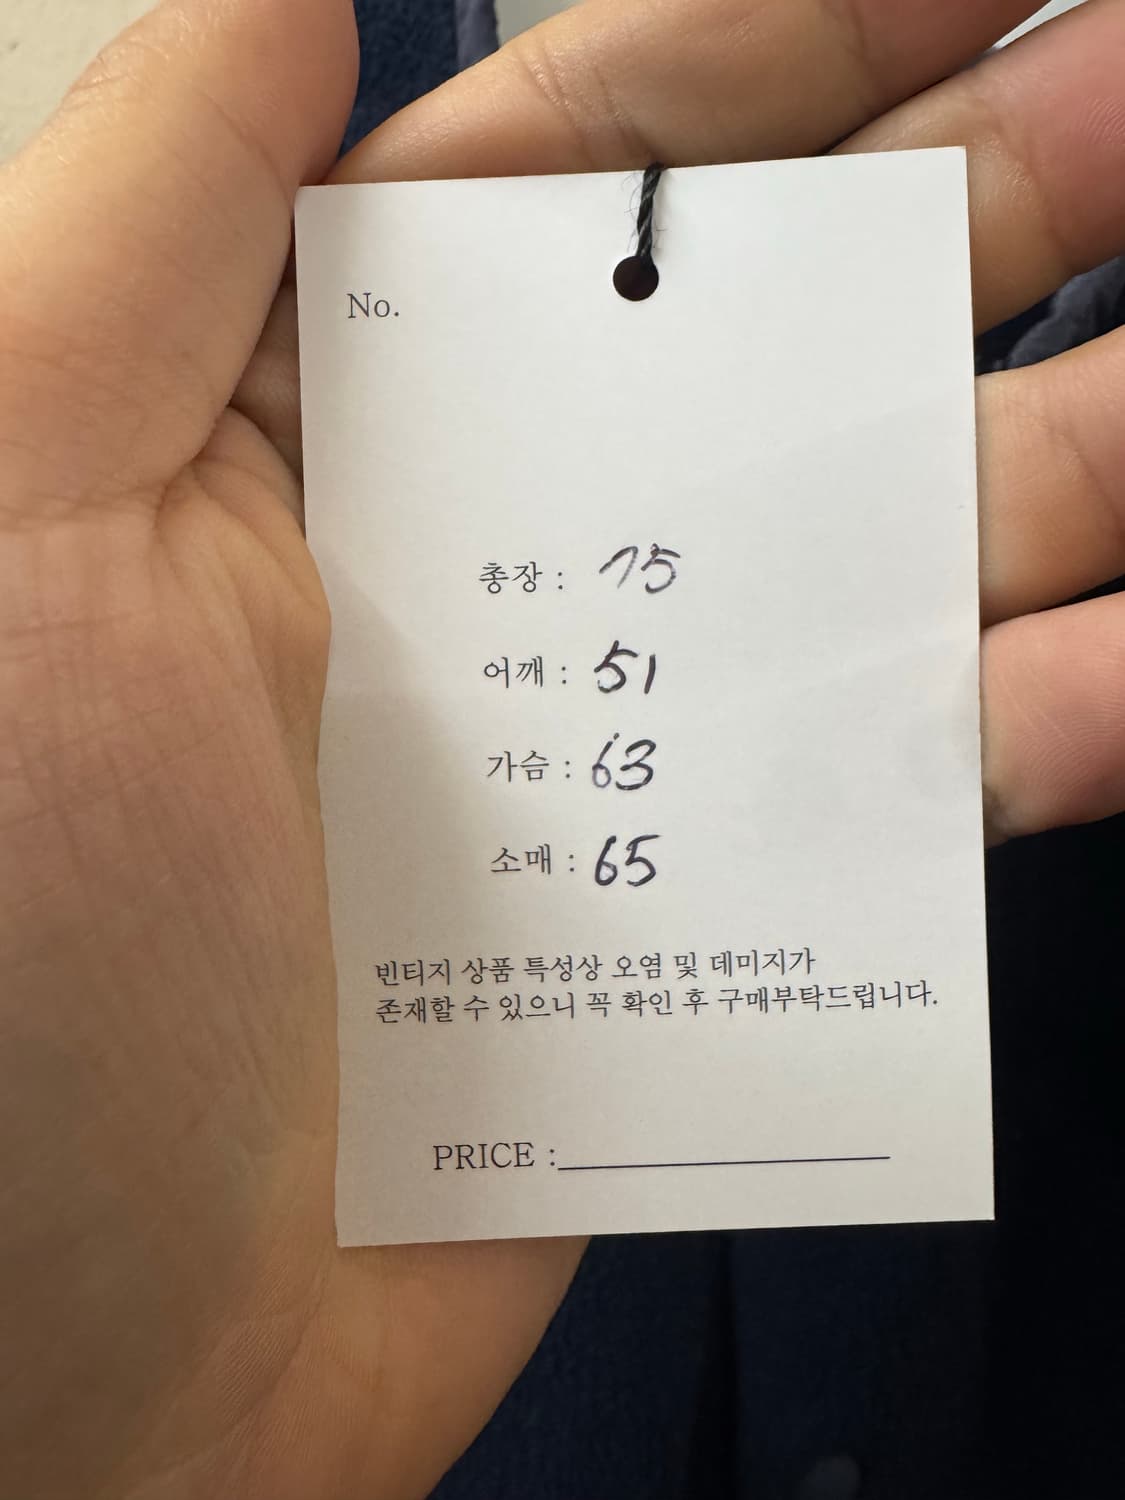 No.
총장 : 75
어깨 : 51
가슴 : 63
소매 : 65
빈티지 상품 특성상 오염 및 데미지가
존재할 수 있으니 꼭 확인 후 구매부탁드립니다.
PRICE :